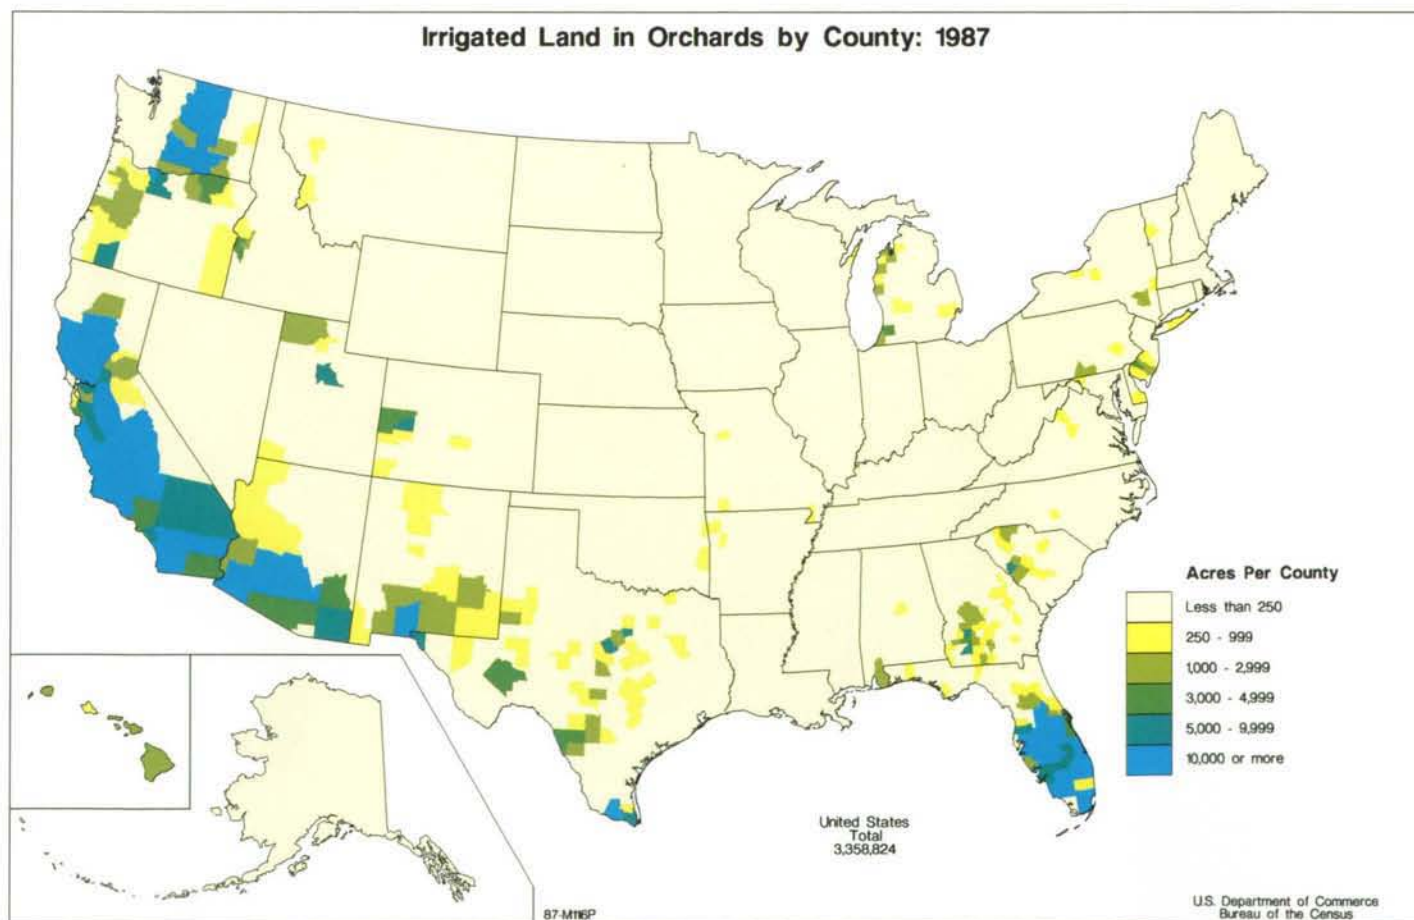 Irrigated Land in Orchards by County: 1987
Acres Per County
Less than 250
250 - 999
1,000 - 2,999
3,000 - 4,999
5,000 - 9,999
10,000 or more
United States
Total
3,358,824
87-M116P
U.S. Department of Commerce
Bureau of the Census